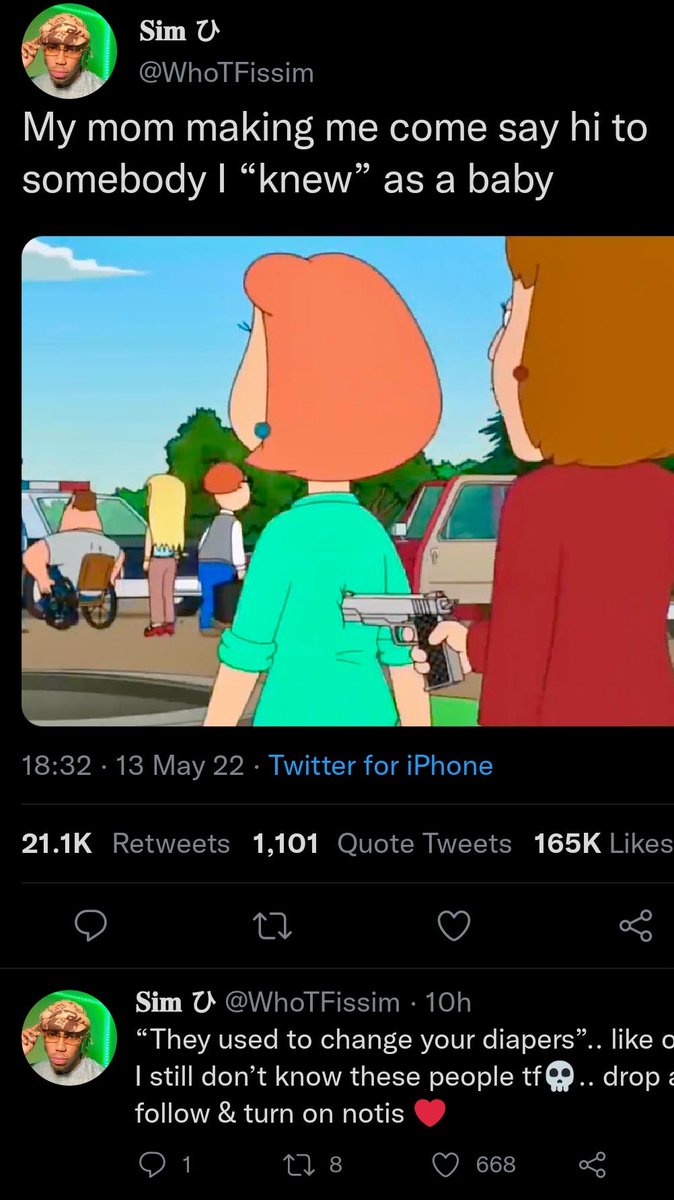 Sim ひ
@WhoTFissim
My mom making me come say hi to
somebody I “knew” as a baby
18:32 · 13 May 22 · Twitter for iPhone
21.1K Retweets 1,101 Quote Tweets 165K Likes
Sim ひ @WhoTFissim · 10h
“They used to change your diapers”.. like
I still don’t know these people tf💀.. drop
follow & turn on notis ❤️
1 8 668